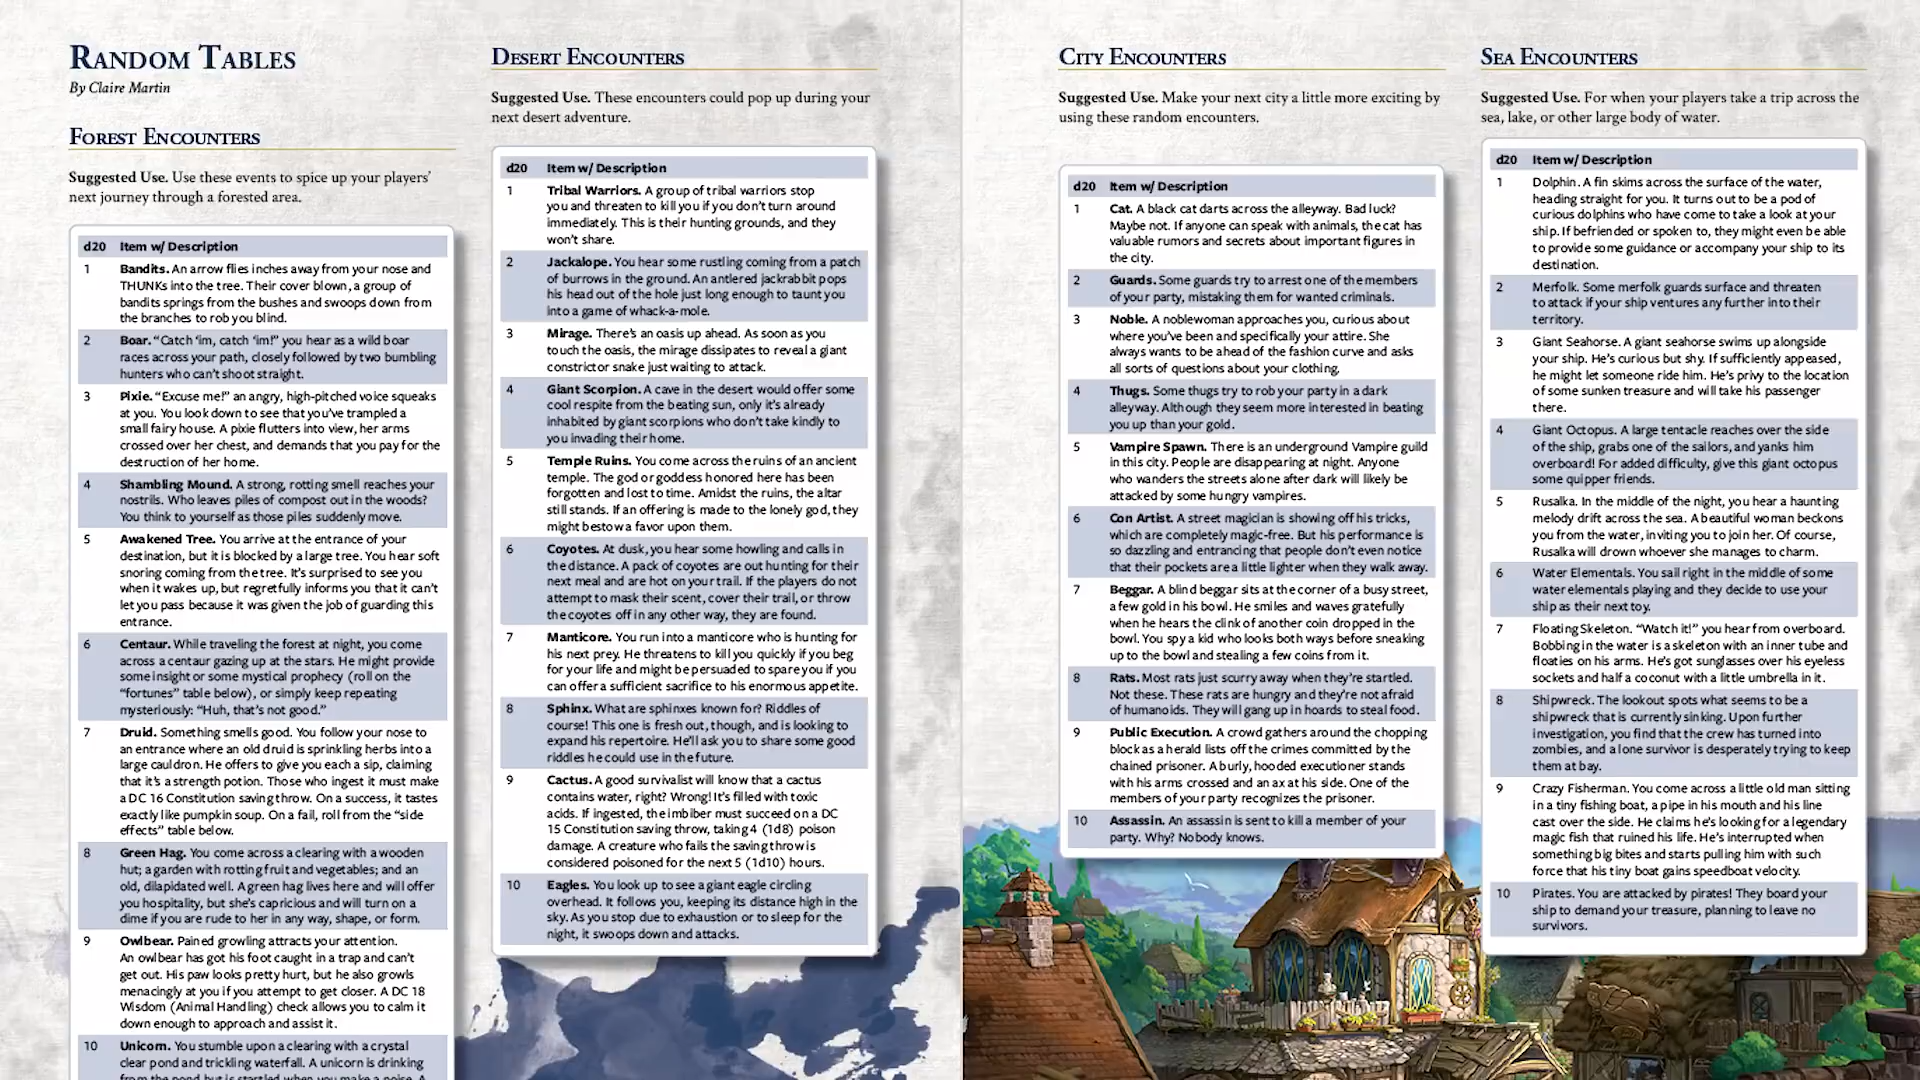 RANDOM TABLES
By Claire Martin
FOREST ENCOUNTERS
Suggested Use. Use these events to spice up your players'
next journey through a forested area.
d20 Item w/ Description
1 Bandits. An arrow flies inches away from your nose and
THUNKs into the tree. Their cover blown, a group of
bandits springs from the bushes and swoops down from
the branches to rob you blind.
2 Boar. “Catch ‘im, catch ‘im!” you hear as a wild boar
races across your path, closely followed by two bumbling
hunters who can't shoot straight.
3 Pixie. “Excuse me!” an angry, high-pitched voice squeaks
at you. You look down to see that you've trampled a
small fairy house. A pixie flutters into view, her arms
crossed over her chest, and demands that you pay for the
destruction of her home.
4 Shambling Mound. A strong, rotting smell reaches your
nostrils. Who leaves piles of compost out in the woods?
You think to yourself as those piles suddenly move.
5 Awakened Tree. You arrive at the entrance of your
destination, but it is blocked by a large tree. You hear soft
snoring coming from the tree. It's surprised to see you
when it wakes up, but regretfully informs you that it can't
let you pass because it was given the job of guarding this
entrance.
6 Centaur. While traveling the forest at night, you come
across a centaur gazing up at the stars. He might provide
some insight or some mystical prophecy (roll on the
“fortunes” table below), or simply keep repeating
mysteriously: “Huh, that's not good.”
7 Druid. Something smells good. You follow your nose to
an entrance where an old druid is sprinkling herbs into a
large cauldron. He offers to give you each a sip, claiming
that it's a strength potion. Those who ingest it must make
a DC 16 Constitution saving throw. On a success, it tastes
exactly like pumpkin soup. On a fail, roll from the “side
effects” table below.
8 Green Hag. You come across a clearing with a wooden
hut; a garden with rotting fruit and vegetables; and an
old, dilapidated well. A green hag lives here and will offer
you hospitality, but she's capricious and will turn on a
dime if you are rude to her in any way, shape, or form.
9 Owlbear. Pained growling attracts your attention.
An owlbear has got his foot caught in a trap and can't
get out. His paw looks pretty hurt, but he also growls
menacingly at you if you attempt to get closer. A DC 18
Wisdom (Animal Handling) check allows you to calm it
down enough to approach and assist it.
10 Unicorn. You stumble upon a clearing with a crystal
clear pond and trickling waterfall. A unicorn is drinking
from the pond but is startled when you make a noise. A
DESERT ENCOUNTERS
Suggested Use. These encounters could pop up during your
next desert adventure.
d20 Item w/ Description
1 Tribal Warriors. A group of tribal warriors stop
you and threaten to kill you if you don't turn around
immediately. This is their hunting grounds, and they
won't share.
2 Jackalope. You hear some rustling coming from a patch
of burrows in the ground. An antlered jackrabbit pops
his head out of the hole just long enough to taunt you
into a game of whack-a-mole.
3 Mirage. There's an oasis up ahead. As soon as you
touch the oasis, the mirage dissipates to reveal a giant
constrictor snake just waiting to attack.
4 Giant Scorpion. A cave in the desert would offer some
cool respite from the beating sun, only it's already
inhabited by giant scorpions who don't take kindly to
you invading their home.
5 Temple Ruins. You come across the ruins of an ancient
temple. The god or goddess honored here has been
forgotten and lost to time. Amidst the ruins, the altar
still stands. If an offering is made to the lonely god, they
might bestow a favor upon them.
6 Coyotes. At dusk, you hear some howling and calls in
the distance. A pack of coyotes are out hunting for their
next meal and are hot on your trail. If the players do not
attempt to mask their scent, cover their trail, or throw
the coyotes off in any other way, they are found.
7 Manticore. You run into a manticore who is hunting for
his next prey. He threatens to kill you quickly if you beg
for your life and might be persuaded to spare you if you
can offer a sufficient sacrifice to his enormous appetite.
8 Sphinx. What are sphinxes known for? Riddles of
course! This one is fresh out, though, and is looking to
expand his repertoire. He'll ask you to share some good
riddles he could use in the future.
9 Cactus. A good survivalist will know that a cactus
contains water, right? Wrong! It's filled with toxic
acids. If ingested, the imbiber must succeed on a DC
15 Constitution saving throw, taking 4 (1d8) poison
damage. A creature who fails the saving throw is
considered poisoned for the next 5 (1d10) hours.
10 Eagles. You look up to see a giant eagle circling
overhead. It follows you, keeping its distance high in the
sky. As you stop due to exhaustion or to sleep for the
night, it swoops down and attacks.
CITY ENCOUNTERS
Suggested Use. Make your next city a little more exciting by
using these random encounters.
d20 Item w/ Description
1 Cat. A black cat darts across the alleyway. Bad luck?
Maybe not. If anyone can speak with animals, the cat has
valuable rumors and secrets about important figures in
the city.
2 Guards. Some guards try to arrest one of the members
of your party, mistaking them for wanted criminals.
3 Noble. A noblewoman approaches you, curious about
where you've been and specifically your attire. She
always wants to be ahead of the fashion curve and asks
all sorts of questions about your clothing.
4 Thugs. Some thugs try to rob your party in a dark
alleyway. Although they seem more interested in beating
you up than your gold.
5 Vampire Spawn. There is an underground Vampire guild
in this city. People are disappearing at night. Anyone
who wanders the streets alone after dark will likely be
attacked by some hungry vampires.
6 Con Artist. A street magician is showing off his tricks,
which are completely magic-free. But his performance is
so dazzling and entrancing that people don't even notice
that their pockets are a little lighter when they walk away.
7 Beggar. A blind beggar sits at the corner of a busy street,
a few gold in his bowl. He smiles and waves gratefully
when he hears the clink of another coin dropped in the
bowl. You spy a kid who looks both ways before sneaking
up to the bowl and stealing a few coins from it.
8 Rats. Most rats just scurry away when they're startled.
Not these. These rats are hungry and they're not afraid
of humanoids. They will gang up in hoards to steal food.
9 Public Execution. A crowd gathers around the chopping
block as a herald lists off the crimes committed by the
chained prisoner. A burly, hooded executioner stands
with his arms crossed and an ax at his side. One of the
members of your party recognizes the prisoner.
10 Assassin. An assassin is sent to kill a member of your
party. Why? Nobody knows.
SEA ENCOUNTERS
Suggested Use. For when your players take a trip across the
sea, lake, or other large body of water.
d20 Item w/ Description
1 Dolphin. A fin skims across the surface of the water,
heading straight for you. It turns out to be a pod of
curious dolphins who have come to take a look at your
ship. If befriended or spoken to, they might even be able
to provide some guidance or accompany your ship to its
destination.
2 Merfolk. Some merfolk guards surface and threaten
to attack if your ship ventures any further into their
territory.
3 Giant Seahorse. A giant seahorse swims up alongside
your ship. He's curious but shy. If sufficiently appeased,
he might let someone ride him. He's privy to the location
of some sunken treasure and will take his passenger
there.
4 Giant Octopus. A large tentacle reaches over the side
of the ship, grabs one of the sailors, and yanks him
overboard! For added difficulty, give this giant octopus
some quipper friends.
5 Rusalka. In the middle of the night, you hear a haunting
melody drift across the sea. A beautiful woman beckons
you from the water, inviting you to join her. Of course,
Rusalka will drown whoever she manages to charm.
6 Water Elementals. You sail right in the middle of some
water elementals playing and they decide to use your
ship as their next toy.
7 Floating Skeleton. “Watch it!” you hear from overboard.
Bobbing in the water is a skeleton with an inner tube and
floaties on his arms. He's got sunglasses over his eyeless
sockets and half a coconut with a little umbrella in it.
8 Shipwreck. The lookout spots what seems to be a
shipwreck that is currently sinking. Upon further
investigation, you find that the crew has turned into
zombies, and a lone survivor is desperately trying to keep
them at bay.
9 Crazy Fisherman. You come across a little old man sitting
in a tiny fishing boat, a pipe in his mouth and his line
cast over the side. He claims he's looking for a legendary
magic fish that ruined his life. He's interrupted when
something big bites and starts pulling him with such
force that his tiny boat gains speedboat velocity.
10 Pirates. You are attacked by pirates! They board your
ship to demand your treasure, planning to leave no
survivors.